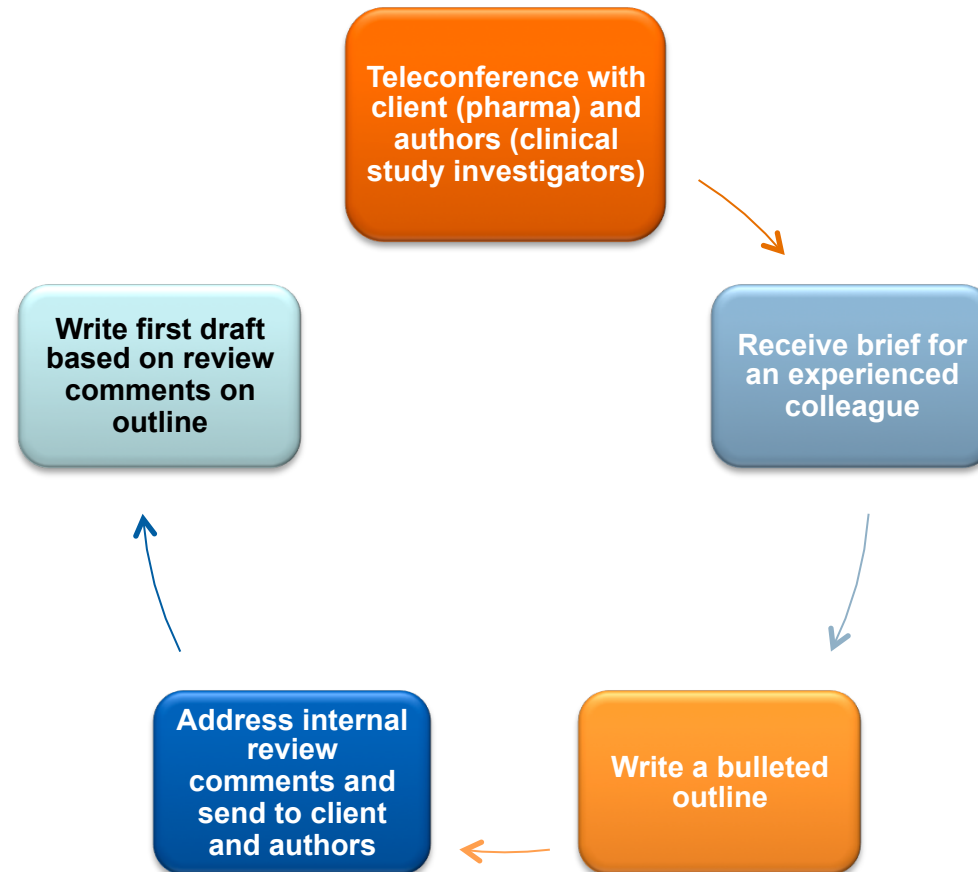 Teleconference with
client (pharma) and
authors (clinical
study investigators)
Receive brief for
an experienced
colleague
Write a bulleted
outline
Address internal
review
comments and
send to client
and authors
Write first draft
based on review
comments on
outline